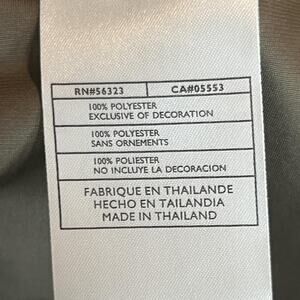 RN#56323 CA#05553
100% POLYESTER
EXCLUSIVE OF DECORATION
100% POLYESTER
SANS ORNEMENTS
100% POLIESTER
NO INCLUYE LA DECORACION
FABRIQUE EN THAILANDE
HECHO EN TAILANDIA
MADE IN THAILAND